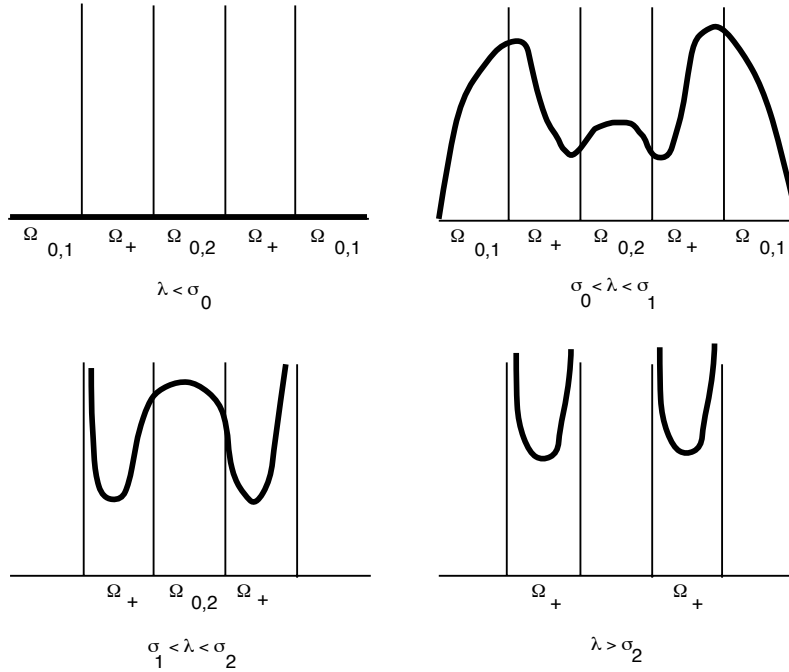 Ω 0,1 Ω + Ω 0,2 Ω + Ω 0,1
λ < σ 0
Ω 0,1 Ω + Ω 0,2 Ω + Ω 0,1
σ 0 < λ < σ 1
Ω + Ω 0,2 Ω +
σ 1 < λ < σ 2
Ω + Ω +
λ > σ 2